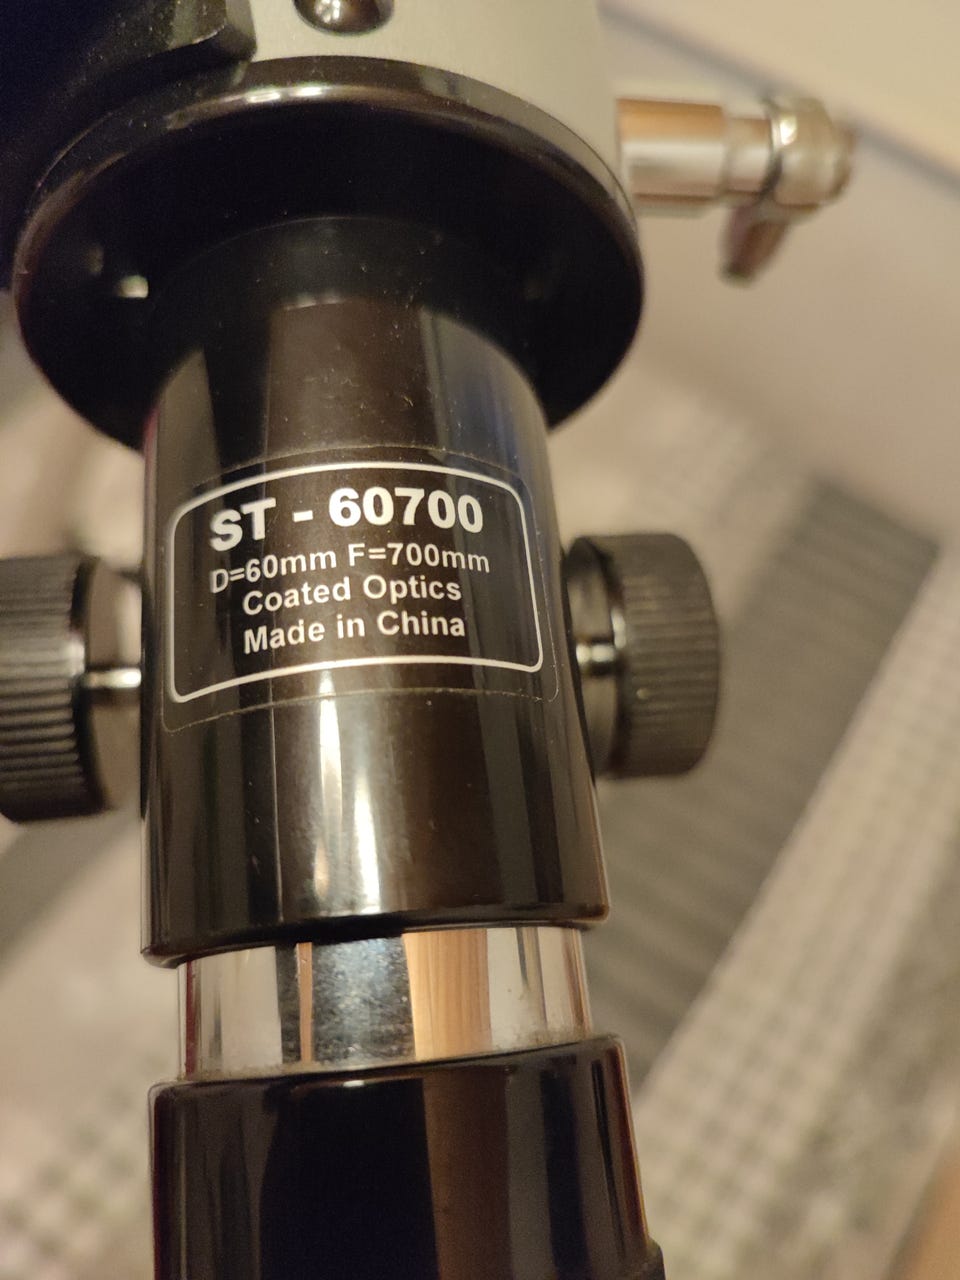 ST - 60700
D=60mm F=700mm
Coated Optics
Made in China